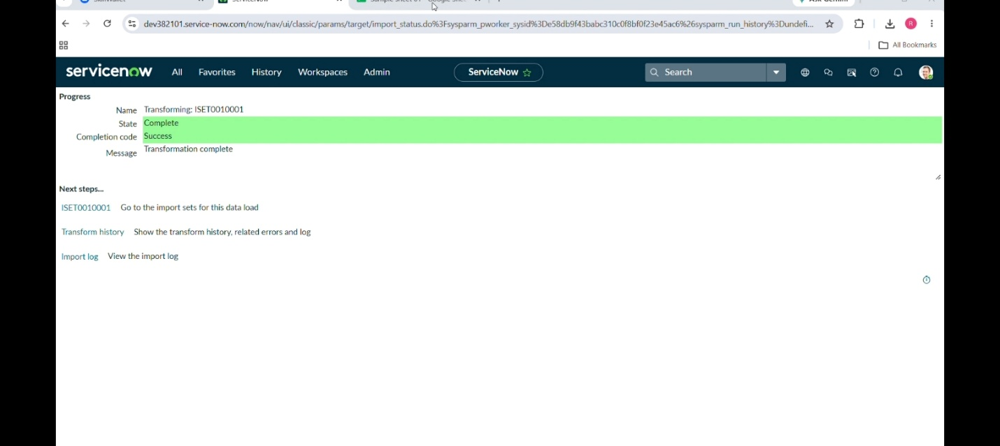 dev382101.service-now.com/now/nav/ui/classic/params/target/import_status.do%3Fsysparm_pworker_sysid%3De58db9f43babc310c0f8bf0f23e45ac6%26sysparm_run_history%3Dundefi...
R
All Bookmarks
servicenow All Favorites History Workspaces Admin ServiceNow Search
Progress
Name Transforming: ISET0010001
State Complete
Completion code Success
Message Transformation complete
Next steps...
ISET0010001 Go to the import sets for this data load
Transform history Show the transform history, related errors and log
Import log View the import log